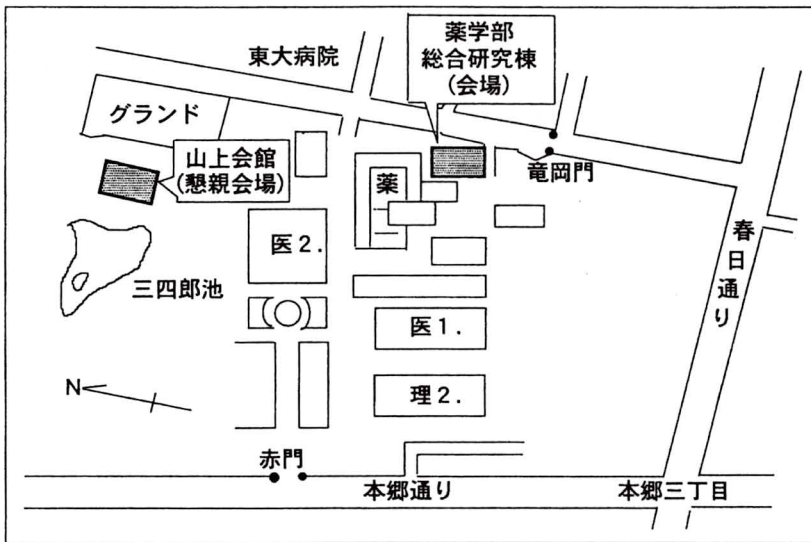 東大病院
薬学部
総合研究棟
(会場)
グランド
山上会館
(懇親会場)
薬
竜岡門
医2.
三四郎池
春日通り
医1.
理2.
N
赤門
本郷通り
本郷三丁目